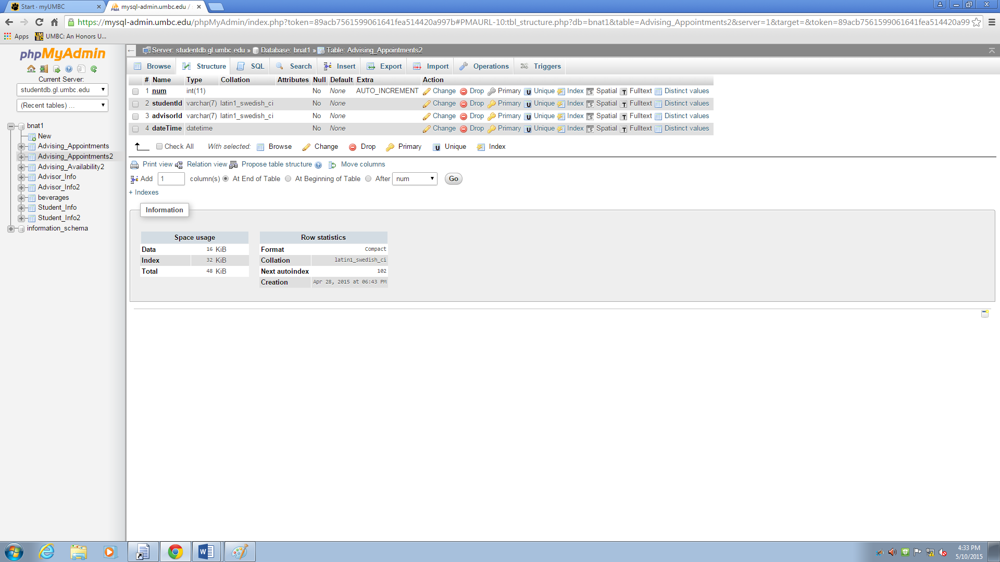 Start · myUMBC
mysql-admin.umbc.edu /
https://mysql-admin.umbc.edu/phpMyAdmin/index.php?token=89acb7561599061641fea514420a997b#PMAURL-10:tbl_structure.php?db=bnat1&table=Advising_Appointments2&server=1&target=&token=89acb7561599061641fea514420a99
Apps
UMBC: An Honors U...
phpMyAdmin
Current Server:
studentdb.gl.umbc.edu
(Recent tables) ...
bnat1
New
Advising_Appointments
Advising_Appointments2
Advising_Availability2
Advisor_Info
Advisor_Info2
beverages
Student_Info
Student_Info2
information_schema
Server: studentdb.gl.umbc.edu » Database: bnat1 » Table: Advising_Appointments2
Browse Structure SQL Search Insert Export Import Operations Triggers
# Name Type Collation Attributes Null Default Extra Action
1 num int(11) No None AUTO_INCREMENT Change Drop Primary Unique Index Spatial Fulltext Distinct values
2 studentId varchar(7) latin1_swedish_ci No None Change Drop Primary Unique Index Spatial Fulltext Distinct values
3 advisorId varchar(7) latin1_swedish_ci No None Change Drop Primary Unique Index Spatial Fulltext Distinct values
4 dateTime datetime No None Change Drop Primary Unique Index Spatial Fulltext Distinct values
Check All With selected: Browse Change Drop Primary Unique Index
Print view Relation view Propose table structure Move columns
Add 1 column(s) At End of Table At Beginning of Table After num Go
+ Indexes
Information
Space usage
Data 16 KiB
Index 32 KiB
Total 48 KiB
Row statistics
Format Compact
Collation latin1_swedish_ci
Next autoindex 102
Creation Apr 28, 2015 at 06:43 PM
4:33 PM
5/10/2015